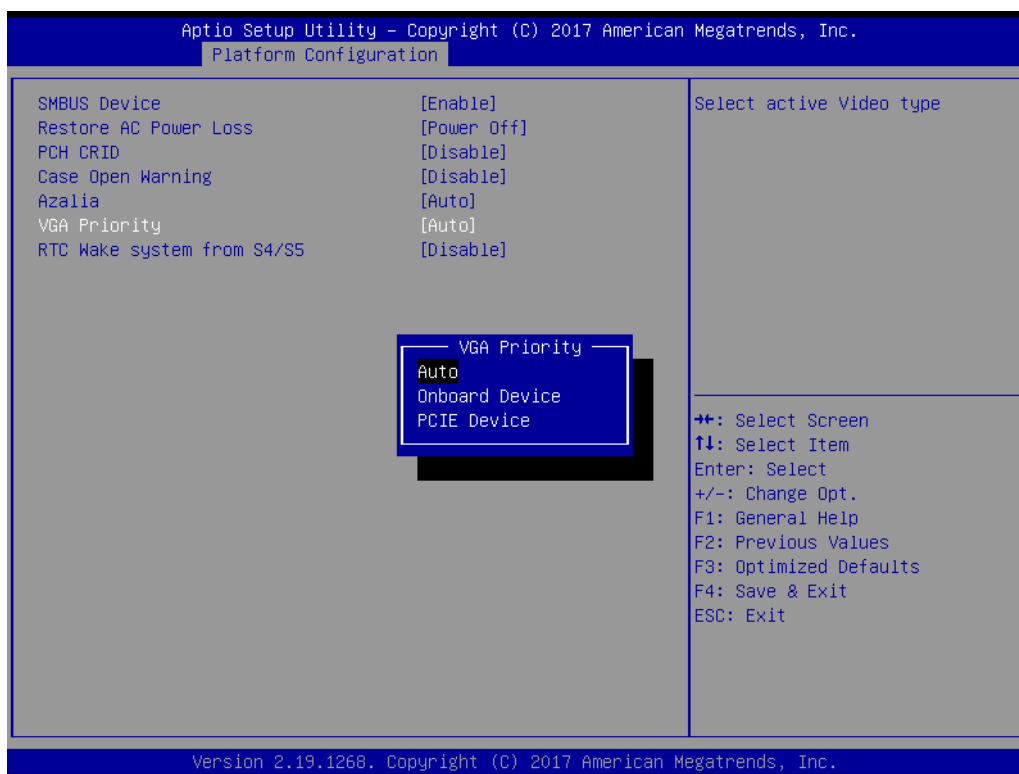 Aptio Setup Utility – Copyright (C) 2017 American Megatrends, Inc.
Platform Configuration
SMBUS Device [Enable]
Restore AC Power Loss [Power Off]
PCH CRID [Disable]
Case Open Warning [Disable]
Azalia [Auto]
VGA Priority [Auto]
RTC Wake system from S4/S5 [Disable]
Select active Video type
VGA Priority
Auto
Onboard Device
PCIE Device
→←: Select Screen
↑↓: Select Item
Enter: Select
+/-: Change Opt.
F1: General Help
F2: Previous Values
F3: Optimized Defaults
F4: Save & Exit
ESC: Exit
Version 2.19.1268. Copyright (C) 2017 American Megatrends, Inc.